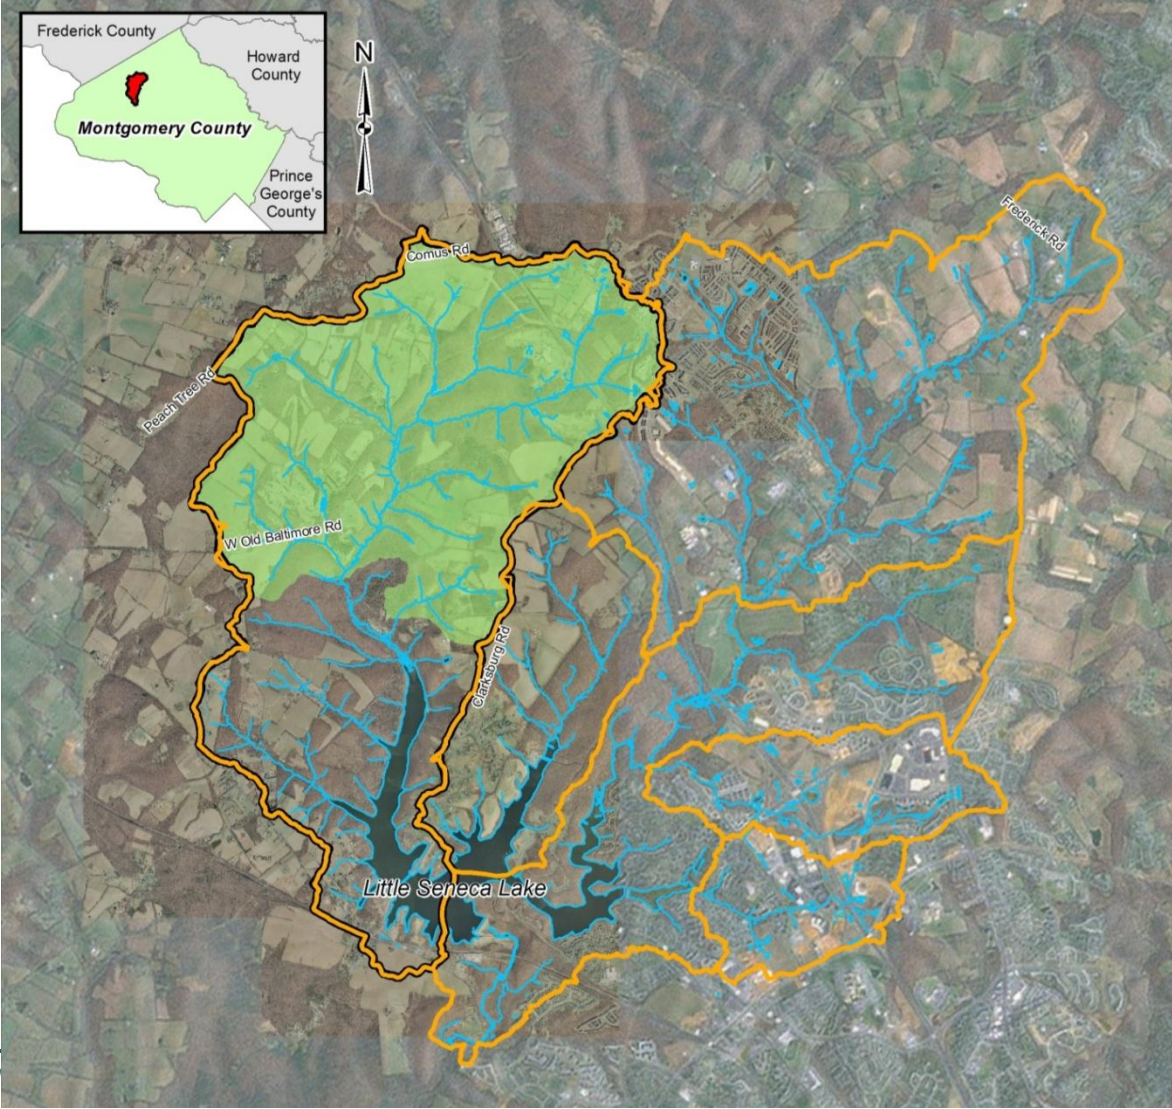 Frederick County
Howard
County
Montgomery County
Prince
George's
County
N
Frederick Rd
Comus Rd
Peach Tree Rd
W Old Baltimore Rd
Clarksburg Rd
Little Seneca Lake